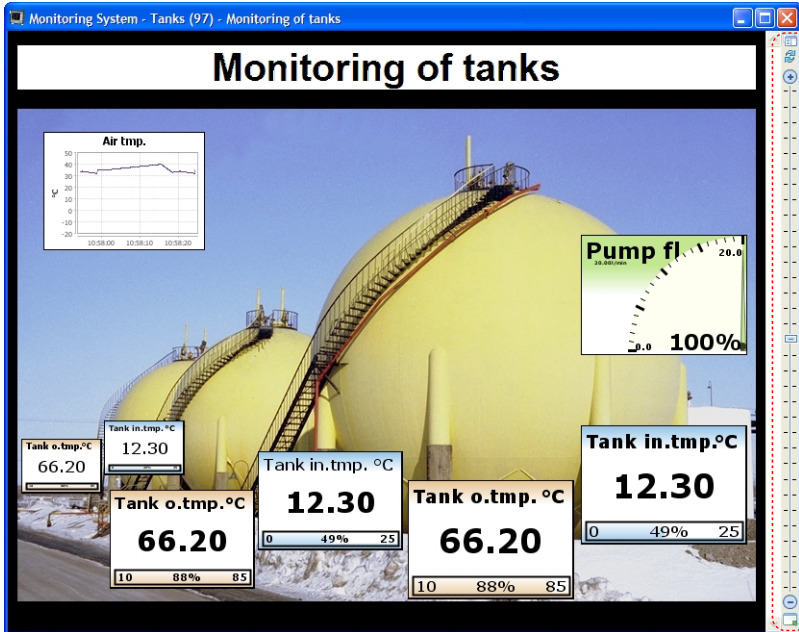 Monitoring System - Tanks (97) - Monitoring of tanks
Monitoring of tanks
Air tmp.
50
40
30
20
10
0
-10
-20
°C
10:58:00 10:58:10 10:58:20
Pump fl
20.00l/min
20.0
0.0
100%
Tank o.tmp.°C
66.20
Tank in.tmp.°C
12.30
Tank o.tmp.°C
66.20
10 88% 85
Tank in.tmp. °C
12.30
0 49% 25
Tank o.tmp. °C
66.20
10 88% 85
Tank in.tmp.°C
12.30
0 49% 25